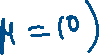 μ = (0)